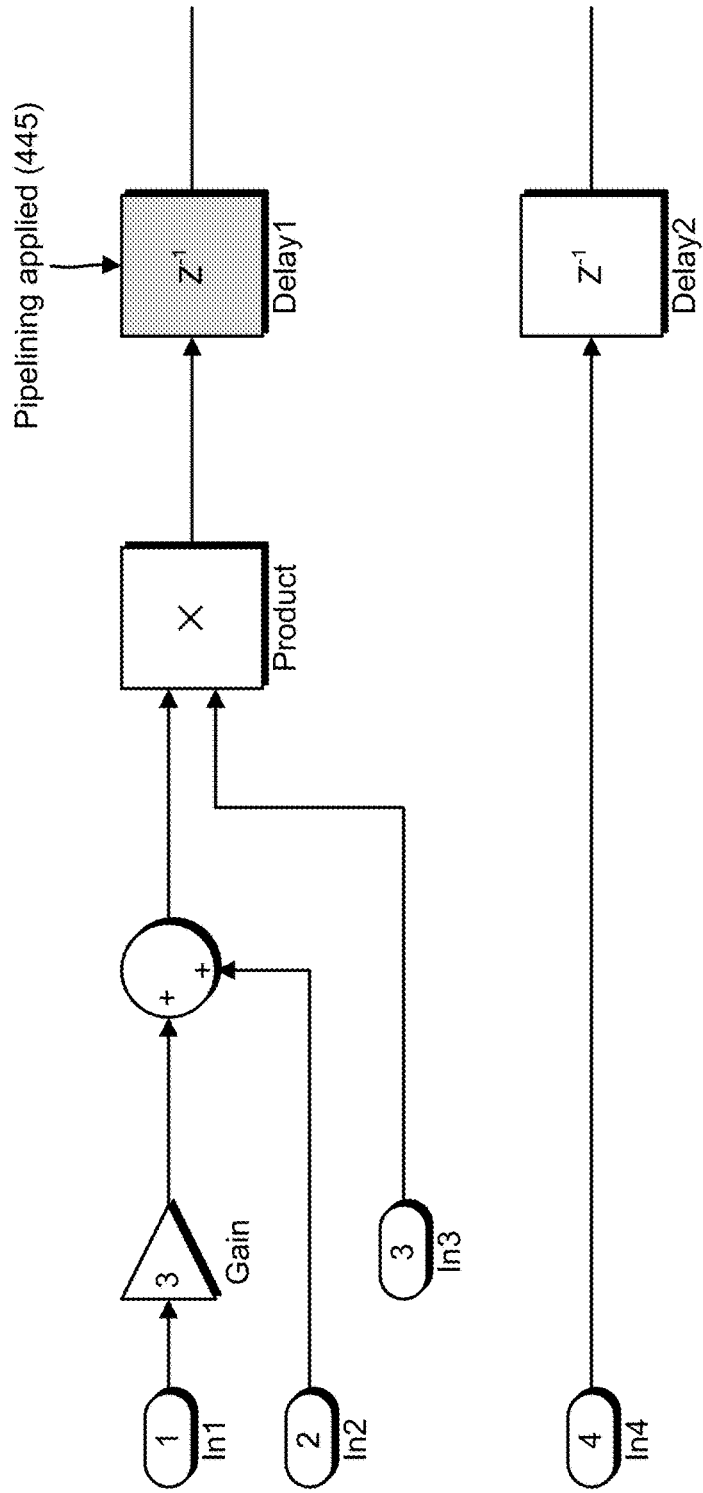 Pipelining applied (445)
1
In1
3
Gain
+
+
×
Product
Z-1
Delay1
2
In2
3
In3
4
In4
Z-1
Delay2